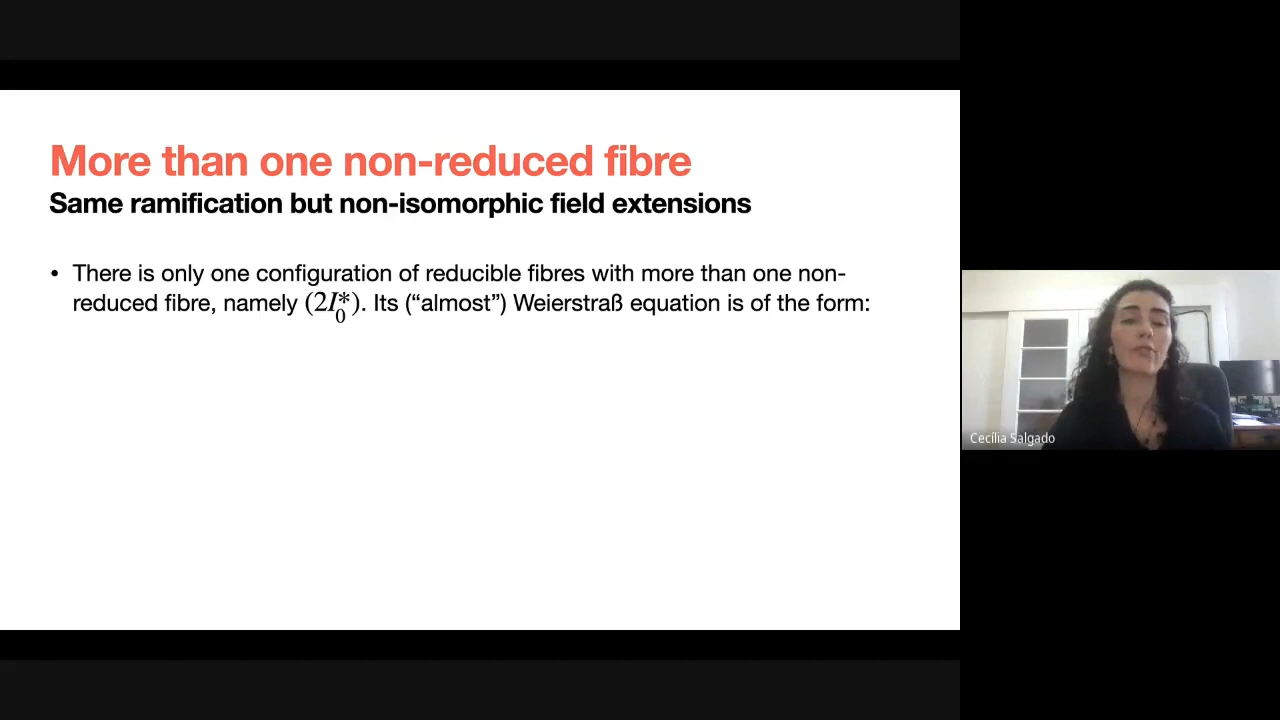 More than one non-reduced fibre
Same ramification but non-isomorphic field extensions
• There is only one configuration of reducible fibres with more than one non-
reduced fibre, namely (2I₀*). Its (“almost”) Weierstraß equation is of the form:
Cecília Salgado